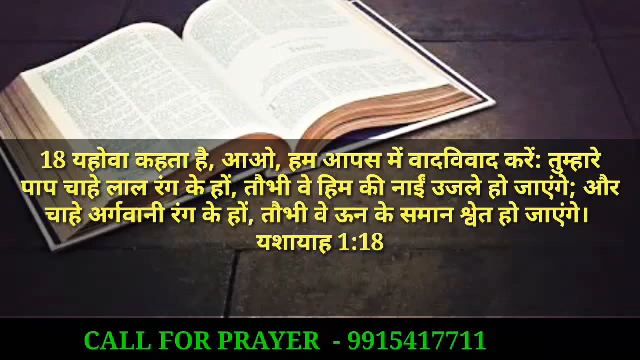 18 यहोवा कहता है, आओ, हम आपस में वादविवाद करें: तुम्हारे
पाप चाहे लाल रंग के हों, तौभी वे हिम की नाईं उजले हो जाएंगे; और
चाहे अर्गवानी रंग के हों, तौभी वे ऊन के समान श्वेत हो जाएंगे।
यशायाह 1:18
CALL FOR PRAYER - 9915417711